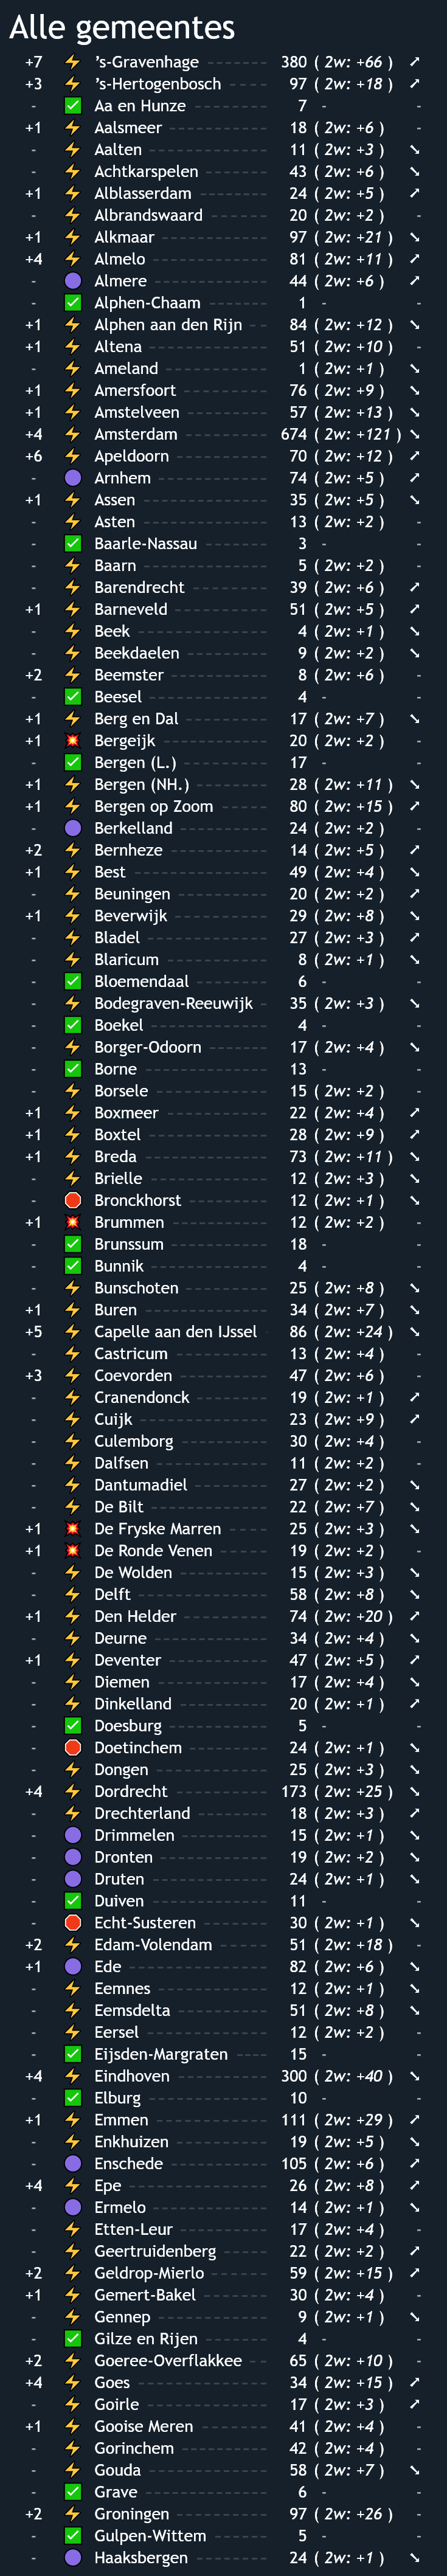 Alle gemeentes
+7 ⚡ ’s-Gravenhage 380 ( 2w: +66 ) ↗
+3 ⚡ ’s-Hertogenbosch 97 ( 2w: +18 ) ↗
- ✅ Aa en Hunze 7 - -
+1 ⚡ Aalsmeer 18 ( 2w: +6 ) -
- ⚡ Aalten 11 ( 2w: +3 ) ↘
- ⚡ Achtkarspelen 43 ( 2w: +6 ) ↘
+1 ⚡ Alblasserdam 24 ( 2w: +5 ) ↗
- ⚡ Albrandswaard 20 ( 2w: +2 ) -
+1 ⚡ Alkmaar 97 ( 2w: +21 ) ↘
+4 ⚡ Almelo 81 ( 2w: +11 ) ↗
- 🟣 Almere 44 ( 2w: +6 ) ↗
- ✅ Alphen-Chaam 1 - -
+1 ⚡ Alphen aan den Rijn 84 ( 2w: +12 ) ↘
+1 ⚡ Altena 51 ( 2w: +10 ) -
- ⚡ Ameland 1 ( 2w: +1 ) ↘
+1 ⚡ Amersfoort 76 ( 2w: +9 ) ↘
+1 ⚡ Amstelveen 57 ( 2w: +13 ) ↘
+4 ⚡ Amsterdam 674 ( 2w: +121 ) ↘
+6 ⚡ Apeldoorn 70 ( 2w: +12 ) ↗
- 🟣 Arnhem 74 ( 2w: +5 ) ↗
+1 ⚡ Assen 35 ( 2w: +5 ) ↘
- ⚡ Asten 13 ( 2w: +2 ) -
- ✅ Baarle-Nassau 3 - -
- ⚡ Baarn 5 ( 2w: +2 ) -
- ⚡ Barendrecht 39 ( 2w: +6 ) ↗
+1 ⚡ Barneveld 51 ( 2w: +5 ) ↗
- ⚡ Beek 4 ( 2w: +1 ) ↘
- ⚡ Beekdaelen 9 ( 2w: +2 ) ↘
+2 ⚡ Beemster 8 ( 2w: +6 ) -
- ✅ Beesel 4 - -
+1 ⚡ Berg en Dal 17 ( 2w: +7 ) ↘
+1 💥 Bergeijk 20 ( 2w: +2 ) -
- ✅ Bergen (L.) 17 - -
+1 ⚡ Bergen (NH.) 28 ( 2w: +11 ) ↘
+1 ⚡ Bergen op Zoom 80 ( 2w: +15 ) ↗
- 🟣 Berkelland 24 ( 2w: +2 ) -
+2 ⚡ Bernheze 14 ( 2w: +5 ) ↗
+1 ⚡ Best 49 ( 2w: +4 ) ↘
- ⚡ Beuningen 20 ( 2w: +2 ) ↗
+1 ⚡ Beverwijk 29 ( 2w: +8 ) ↘
- ⚡ Bladel 27 ( 2w: +3 ) ↗
- ⚡ Blaricum 8 ( 2w: +1 ) ↘
- ✅ Bloemendaal 6 - -
- ⚡ Bodegraven-Reeuwijk 35 ( 2w: +3 ) ↘
- ✅ Boekel 4 - -
- ⚡ Borger-Odoorn 17 ( 2w: +4 ) ↘
- ✅ Borne 13 - -
- ⚡ Borsele 15 ( 2w: +2 ) -
+1 ⚡ Boxmeer 22 ( 2w: +4 ) ↗
+1 ⚡ Boxtel 28 ( 2w: +9 ) ↗
+1 ⚡ Breda 73 ( 2w: +11 ) ↘
- ⚡ Brielle 12 ( 2w: +3 ) ↘
- 🛑 Bronckhorst 12 ( 2w: +1 ) ↘
+1 💥 Brummen 12 ( 2w: +2 ) -
- ✅ Brunssum 18 - -
- ✅ Bunnik 4 - -
- ⚡ Bunschoten 25 ( 2w: +8 ) ↘
+1 ⚡ Buren 34 ( 2w: +7 ) ↘
+5 ⚡ Capelle aan den IJssel 86 ( 2w: +24 ) ↘
- ⚡ Castricum 13 ( 2w: +4 ) -
+3 ⚡ Coevorden 47 ( 2w: +6 ) -
- ⚡ Cranendonck 19 ( 2w: +1 ) ↗
- ⚡ Cuijk 23 ( 2w: +9 ) ↗
- ⚡ Culemborg 30 ( 2w: +4 ) -
- ⚡ Dalfsen 11 ( 2w: +2 ) -
- ⚡ Dantumadiel 27 ( 2w: +2 ) ↘
- ⚡ De Bilt 22 ( 2w: +7 ) ↘
+1 💥 De Fryske Marren 25 ( 2w: +3 ) ↘
+1 💥 De Ronde Venen 19 ( 2w: +2 ) -
- ⚡ De Wolden 15 ( 2w: +3 ) ↘
- ⚡ Delft 58 ( 2w: +8 ) ↘
+1 ⚡ Den Helder 74 ( 2w: +20 ) ↗
- ⚡ Deurne 34 ( 2w: +4 ) ↘
+1 ⚡ Deventer 47 ( 2w: +5 ) ↗
- ⚡ Diemen 17 ( 2w: +4 ) ↘
- ⚡ Dinkelland 20 ( 2w: +1 ) ↗
- ✅ Doesburg 5 - -
- 🛑 Doetinchem 24 ( 2w: +1 ) ↘
- ⚡ Dongen 25 ( 2w: +3 ) ↘
+4 ⚡ Dordrecht 173 ( 2w: +25 ) ↘
- ⚡ Drechterland 18 ( 2w: +3 ) ↗
- 🟣 Drimmelen 15 ( 2w: +1 ) ↘
- 🟣 Dronten 19 ( 2w: +2 ) ↘
- 🟣 Druten 24 ( 2w: +1 ) ↘
- ✅ Duiven 11 - -
- 🛑 Echt-Susteren 30 ( 2w: +1 ) ↘
+2 ⚡ Edam-Volendam 51 ( 2w: +18 ) -
+1 🟣 Ede 82 ( 2w: +6 ) ↘
- ⚡ Eemnes 12 ( 2w: +1 ) ↘
- ⚡ Eemsdelta 51 ( 2w: +8 ) ↘
- ⚡ Eersel 12 ( 2w: +2 ) -
- ✅ Eijsden-Margraten 15 - -
+4 ⚡ Eindhoven 300 ( 2w: +40 ) ↘
- ✅ Elburg 10 - -
+1 ⚡ Emmen 111 ( 2w: +29 ) ↗
- ⚡ Enkhuizen 19 ( 2w: +5 ) ↘
- 🟣 Enschede 105 ( 2w: +6 ) ↗
+4 ⚡ Epe 26 ( 2w: +8 ) ↗
- 🟣 Ermelo 14 ( 2w: +1 ) ↘
- ⚡ Etten-Leur 17 ( 2w: +4 ) -
- ⚡ Geertruidenberg 22 ( 2w: +2 ) ↗
+2 ⚡ Geldrop-Mierlo 59 ( 2w: +15 ) ↗
+1 ⚡ Gemert-Bakel 30 ( 2w: +4 ) -
- ⚡ Gennep 9 ( 2w: +1 ) ↘
- ✅ Gilze en Rijen 4 - -
+2 ⚡ Goeree-Overflakkee 65 ( 2w: +10 ) -
+4 ⚡ Goes 34 ( 2w: +15 ) ↗
- ⚡ Goirle 17 ( 2w: +3 ) ↗
+1 ⚡ Gooise Meren 41 ( 2w: +4 ) -
- ⚡ Gorinchem 42 ( 2w: +4 ) -
- ⚡ Gouda 58 ( 2w: +7 ) ↘
- ✅ Grave 6 - -
+2 ⚡ Groningen 97 ( 2w: +26 ) -
- ✅ Gulpen-Wittem 5 - -
- 🟣 Haaksbergen 24 ( 2w: +1 ) ↘